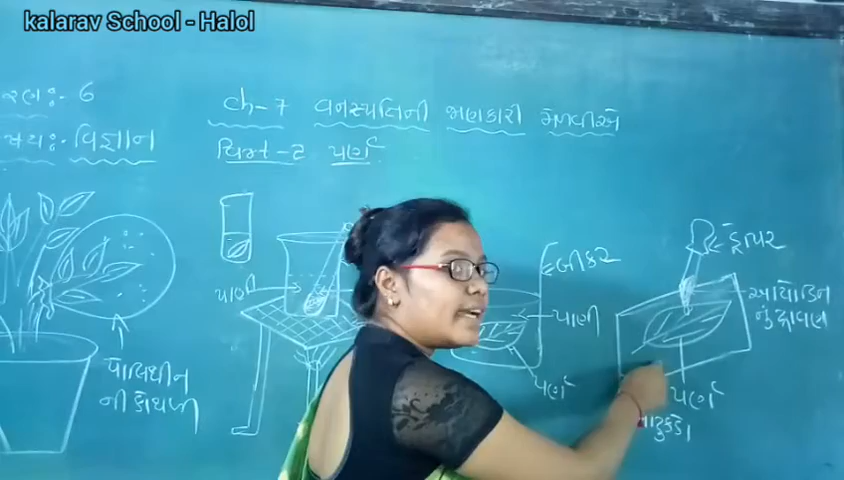 kalarav School - Halol
રણ :- 6
ષય :- વિજ્ઞાન
ch - 7 વનસ્પતિની જાણકારી મેળવીએ
ચિત્ર - 8 પર્ણ
પાણી
પોલિથીન
ની કોથળી
બીકર
પાણી
પર્ણ
ડ્રોપર
આયોડિન
નું દ્રાવણ
પર્ણ
ના ટુકડો